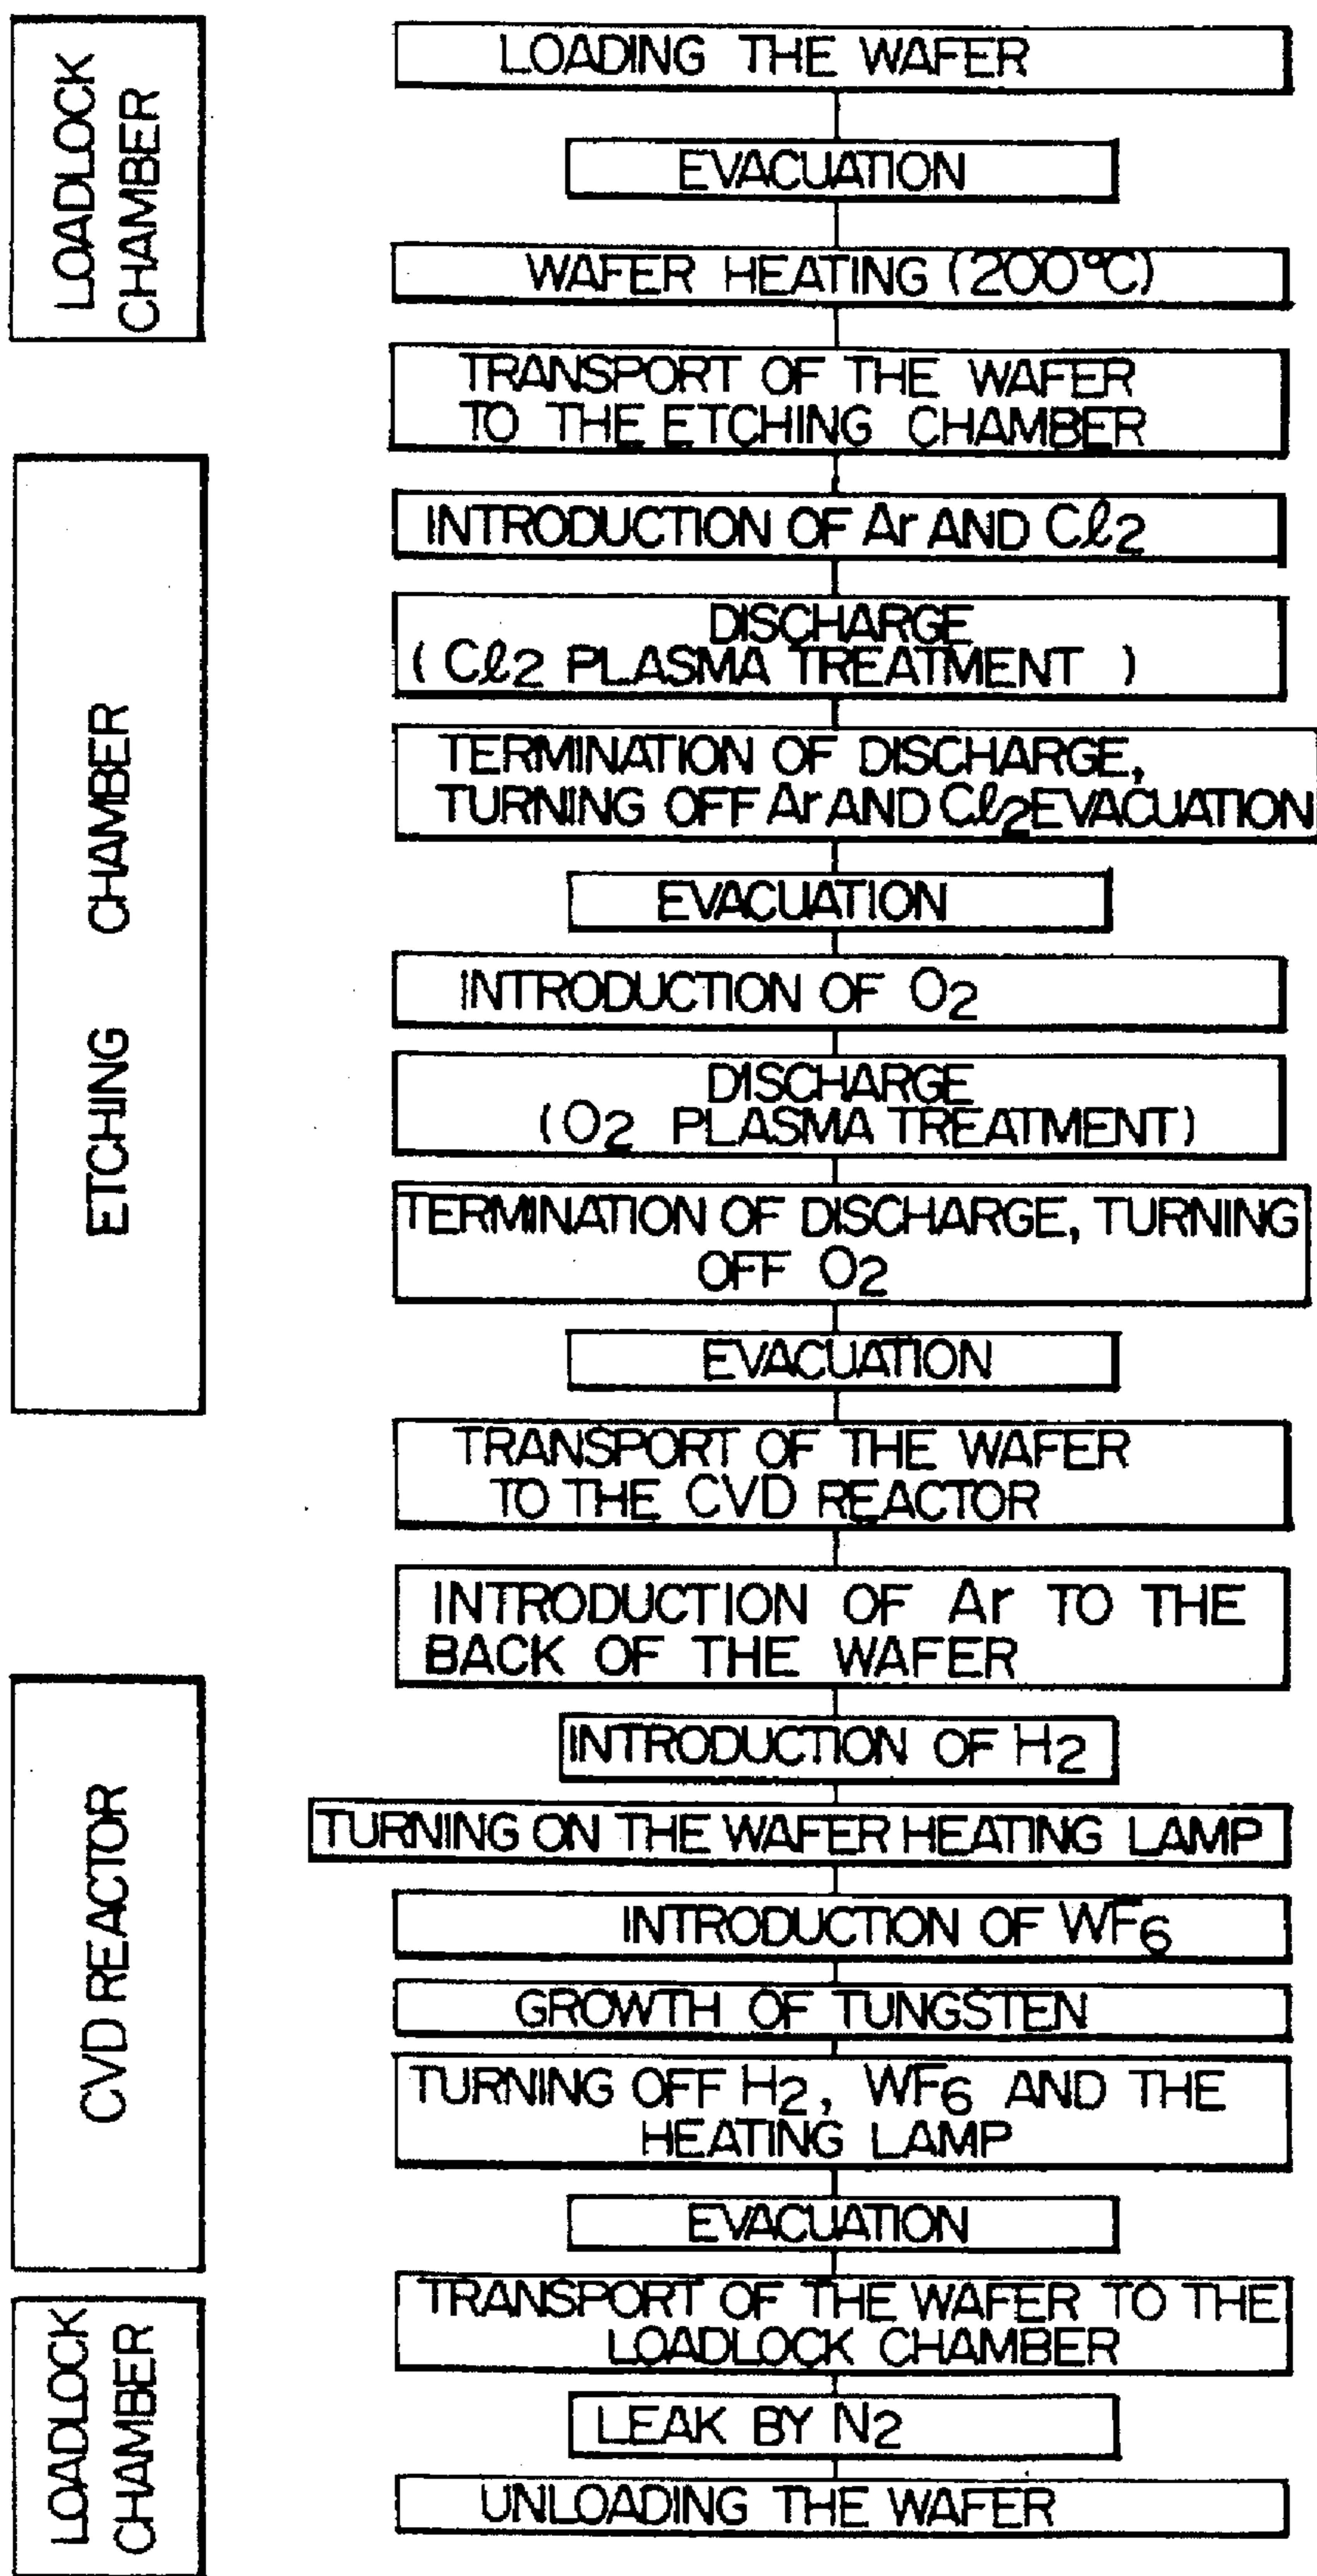 LOADLOCK
CHAMBER
LOADING THE WAFER
EVACUATION
WAFER HEATING (200°C)
TRANSPORT OF THE WAFER
TO THE ETCHING CHAMBER
ETCHING CHAMBER
INTRODUCTION OF Ar AND Cℓ2
DISCHARGE
(Cℓ2 PLASMA TREATMENT )
TERMINATION OF DISCHARGE,
TURNING OFF Ar AND Cℓ2 EVACUATION
EVACUATION
INTRODUCTION OF O2
DISCHARGE
(O2 PLASMA TREATMENT)
TERMINATION OF DISCHARGE, TURNING
OFF O2
EVACUATION
TRANSPORT OF THE WAFER
TO THE CVD REACTOR
INTRODUCTION OF Ar TO THE
BACK OF THE WAFER
CVD REACTOR
INTRODUCTION OF H2
TURNING ON THE WAFER HEATING LAMP
INTRODUCTION OF WF6
GROWTH OF TUNGSTEN
TURNING OFF H2, WF6 AND THE
HEATING LAMP
EVACUATION
LOADLOCK
CHAMBER
TRANSPORT OF THE WAFER TO THE
LOADLOCK CHAMBER
LEAK BY N2
UNLOADING THE WAFER